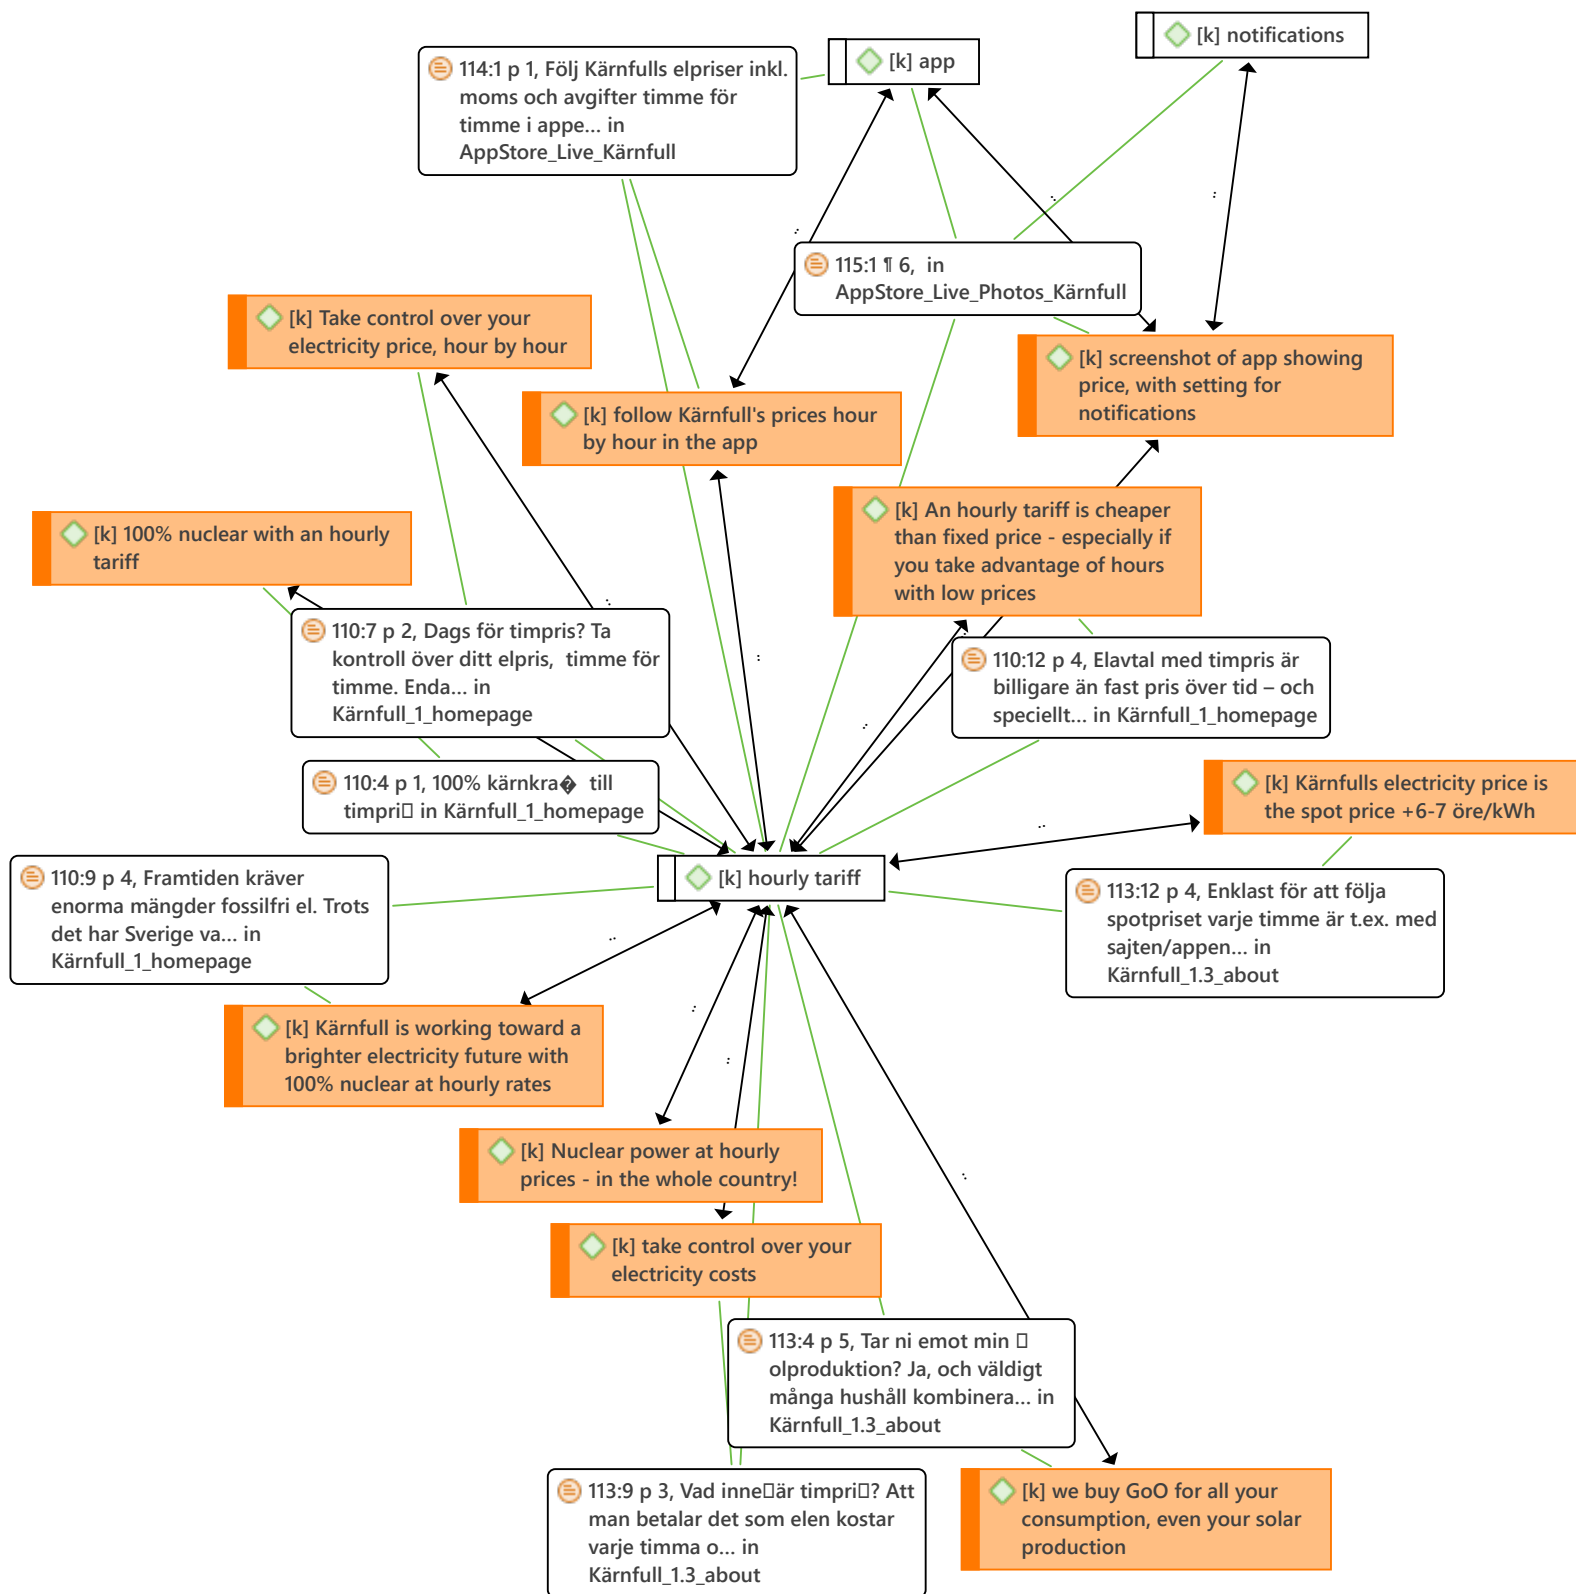 [k] notifications
[k] app
114:1 p 1, Följ Kärnfulls elpriser inkl.
moms och avgifter timme för
timme i appe... in
AppStore_Live_Kärnfull
115:1 ¶ 6,  in
AppStore_Live_Photos_Kärnfull
[k] Take control over your
electricity price, hour by hour
[k] screenshot of app showing
price, with setting for
notifications
[k] follow Kärnfull's prices hour
by hour in the app
[k] An hourly tariff is cheaper
than fixed price - especially if
you take advantage of hours
with low prices
[k] 100% nuclear with an hourly
tariff
110:7 p 2, Dags för timpris? Ta
kontroll över ditt elpris,  timme för
timme. Enda... in
Kärnfull_1_homepage
110:12 p 4, Elavtal med timpris är
billigare än fast pris över tid – och
speciellt... in Kärnfull_1_homepage
110:4 p 1, 100% kärnkra�  till
timpri▯ in Kärnfull_1_homepage
[k] Kärnfulls electricity price is
the spot price +6-7 öre/kWh
[k] hourly tariff
110:9 p 4, Framtiden kräver
enorma mängder fossilfri el. Trots
det har Sverige va... in
Kärnfull_1_homepage
113:12 p 4, Enklast för att följa
spotpriset varje timme är t.ex. med
sajten/appen... in
Kärnfull_1.3_about
[k] Kärnfull is working toward a
brighter electricity future with
100% nuclear at hourly rates
[k] Nuclear power at hourly
prices - in the whole country!
[k] take control over your
electricity costs
113:4 p 5, Tar ni emot min ▯
olproduktion? Ja, och väldigt
många hushåll kombinera... in
Kärnfull_1.3_about
113:9 p 3, Vad inne▯är timpri▯? Att
man betalar det som elen kostar
varje timma o... in
Kärnfull_1.3_about
[k] we buy GoO for all your
consumption, even your solar
production